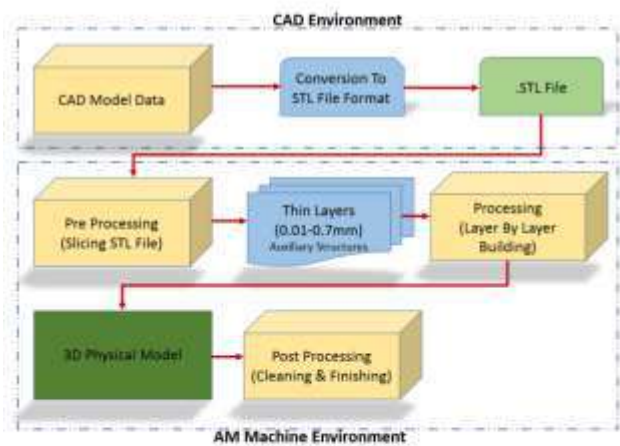 CAD Environment
CAD Model Data
Conversion To
STL File Format
.STL File
Pre Processing
(Slicing STL File)
Thin Layers
(0.01-0.7mm)
Auxiliary Structures
Processing
(Layer By Layer
Building)
3D Physical Model
Post Processing
(Cleaning & Finishing)
AM Machine Environment